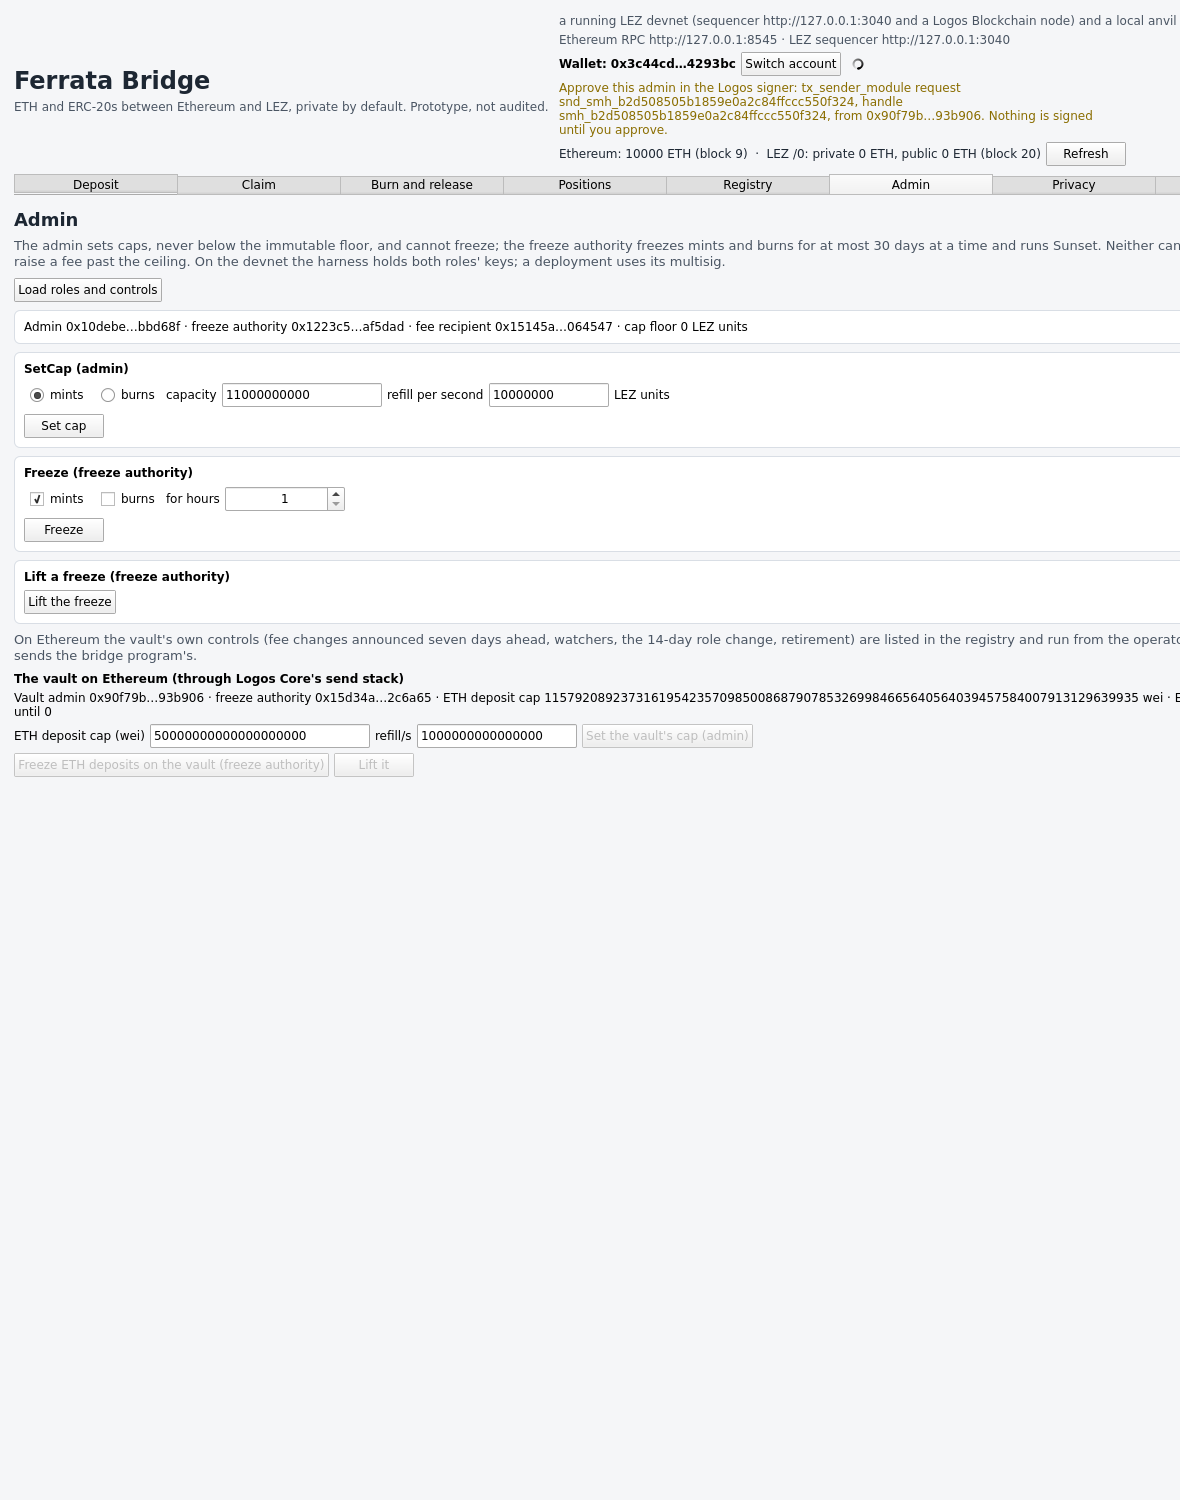 a running LEZ devnet (sequencer http://127.0.0.1:3040 and a Logos Blockchain node) and a local anvil
Ethereum RPC http://127.0.0.1:8545 · LEZ sequencer http://127.0.0.1:3040
Wallet: 0x3c44cd…4293bc Switch account
Ferrata Bridge
ETH and ERC-20s between Ethereum and LEZ, private by default. Prototype, not audited.
Approve this admin in the Logos signer: tx_sender_module request
snd_smh_b2d508505b1859e0a2c84ffccc550f324, handle
smh_b2d508505b1859e0a2c84ffccc550f324, from 0x90f79b…93b906. Nothing is signed
until you approve.
Ethereum: 10000 ETH (block 9) · LEZ /0: private 0 ETH, public 0 ETH (block 20) Refresh
Deposit Claim Burn and release Positions Registry Admin Privacy
Admin
The admin sets caps, never below the immutable floor, and cannot freeze; the freeze authority freezes mints and burns for at most 30 days at a time and runs Sunset. Neither can
raise a fee past the ceiling. On the devnet the harness holds both roles' keys; a deployment uses its multisig.
Load roles and controls
Admin 0x10debe…bbd68f · freeze authority 0x1223c5…af5dad · fee recipient 0x15145a…064547 · cap floor 0 LEZ units
SetCap (admin)
mints burns capacity 11000000000 refill per second 10000000 LEZ units
Set cap
Freeze (freeze authority)
mints burns for hours 1
Freeze
Lift a freeze (freeze authority)
Lift the freeze
On Ethereum the vault's own controls (fee changes announced seven days ahead, watchers, the 14-day role change, retirement) are listed in the registry and run from the operato
sends the bridge program's.
The vault on Ethereum (through Logos Core's send stack)
Vault admin 0x90f79b…93b906 · freeze authority 0x15d34a…2c6a65 · ETH deposit cap 115792089237316195423570985008687907853269984665640564039457584007913129639935 wei · E
until 0
ETH deposit cap (wei) 50000000000000000000 refill/s 1000000000000000 Set the vault's cap (admin)
Freeze ETH deposits on the vault (freeze authority) Lift it